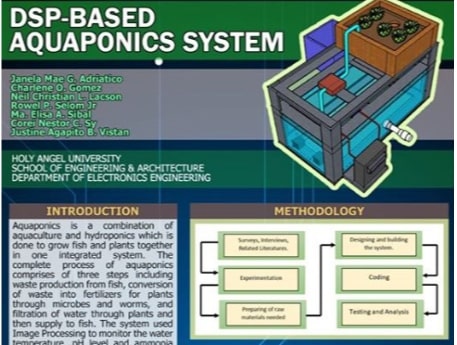 DSP-BASED
AQUAPONICS SYSTEM
Janela Mae G. Adriatico
Charlene O. Gomez
Neil Christian L. Lacson
Rowel P. Selom Jr
Ma. Elisa A. Sibal
Corei Nestor C. Sy
Justine Agapito B. Vistan
HOLY ANGEL UNIVERSITY
SCHOOL OF ENGINEERING & ARCHITECTURE
DEPARTMENT OF ELECTRONICS ENGINEERING
INTRODUCTION
Aquaponics is a combination of
aquaculture and hydroponics which is
done to grow fish and plants together
in one integrated system. The
complete process of aquaponics
comprises of three steps including
waste production from fish, conversion
of waste into fertilizers for plants
through microbes and worms, and
filtration of water through plants and
then supply to fish. The system used
Image Processing to monitor the water
temperature, pH level and ammonia
METHODOLOGY
Surveys, Interviews,
Related Literatures.
Experimentation
Preparing of raw
materials needed
Designing and building
the system.
Coding
Testing and Analysis